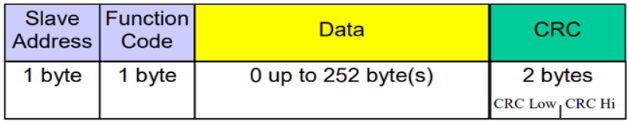 Slave Address
Function Code
Data
CRC
1 byte
1 byte
0 up to 252 byte(s)
2 bytes
CRC Low
CRC Hi